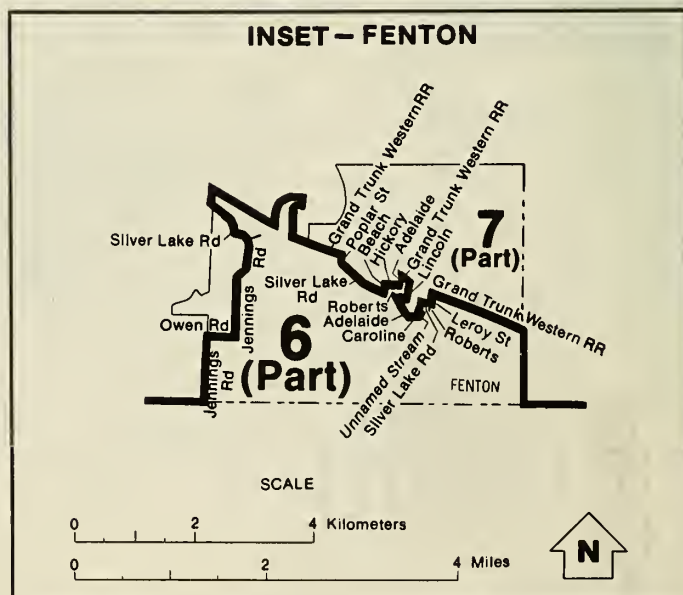 INSET – FENTON
Grand Trunk Western RR
Poplar St
Beach
Hickory
Adelaide
Grand Trunk Western RR
Lincoln
7
(Part)
Silver Lake Rd
Rd
Silver Lake
Rd
Grand Trunk Western RR
Roberts
Adelaide
Caroline
Leroy St
Roberts
Owen Rd
Jennings
Jennings
Rd
6
(Part)
Unnamed Stream
Silver Lake Rd
FENTON
SCALE
0 2 4 Kilometers
0 2 4 Miles
N